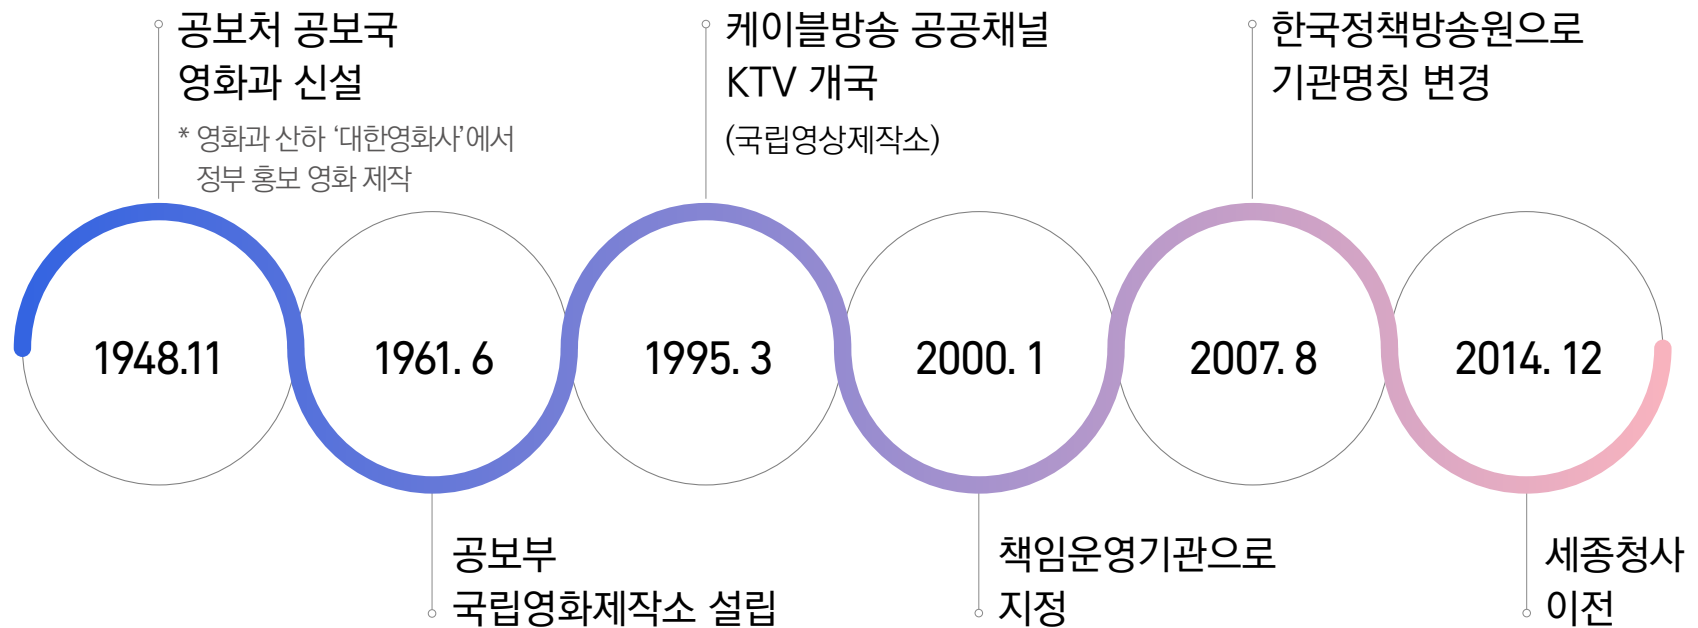 공보처 공보국
영화과 신설
* 영화과 산하 ‘대한영화사’에서
정부 홍보 영화 제작
케이블방송 공공채널
KTV 개국
(국립영상제작소)
한국정책방송원으로
기관명칭 변경
1948.11
1961. 6
1995. 3
2000. 1
2007. 8
2014. 12
공보부
국립영화제작소 설립
책임운영기관으로
지정
세종청사
이전